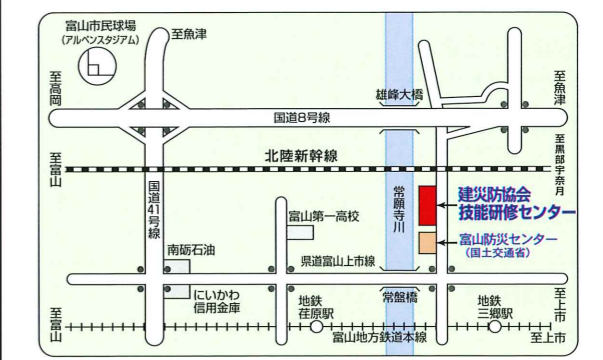 富山市民球場
(アルペンスタジアム)
至魚津
至高岡
雄峰大橋
至魚津
国道8号線
至富山
北陸新幹線
至黒部宇奈月
国道41号線
常願寺川
建災防協会
技能研修センター
富山第一高校
富山防災センター
(国土交通省)
南砺石油
県道富山上市線
にいかわ
信用金庫
常盤橋
至上市
至富山
地鉄
荏原駅
地鉄
三郷駅
富山地方鉄道本線
至上市